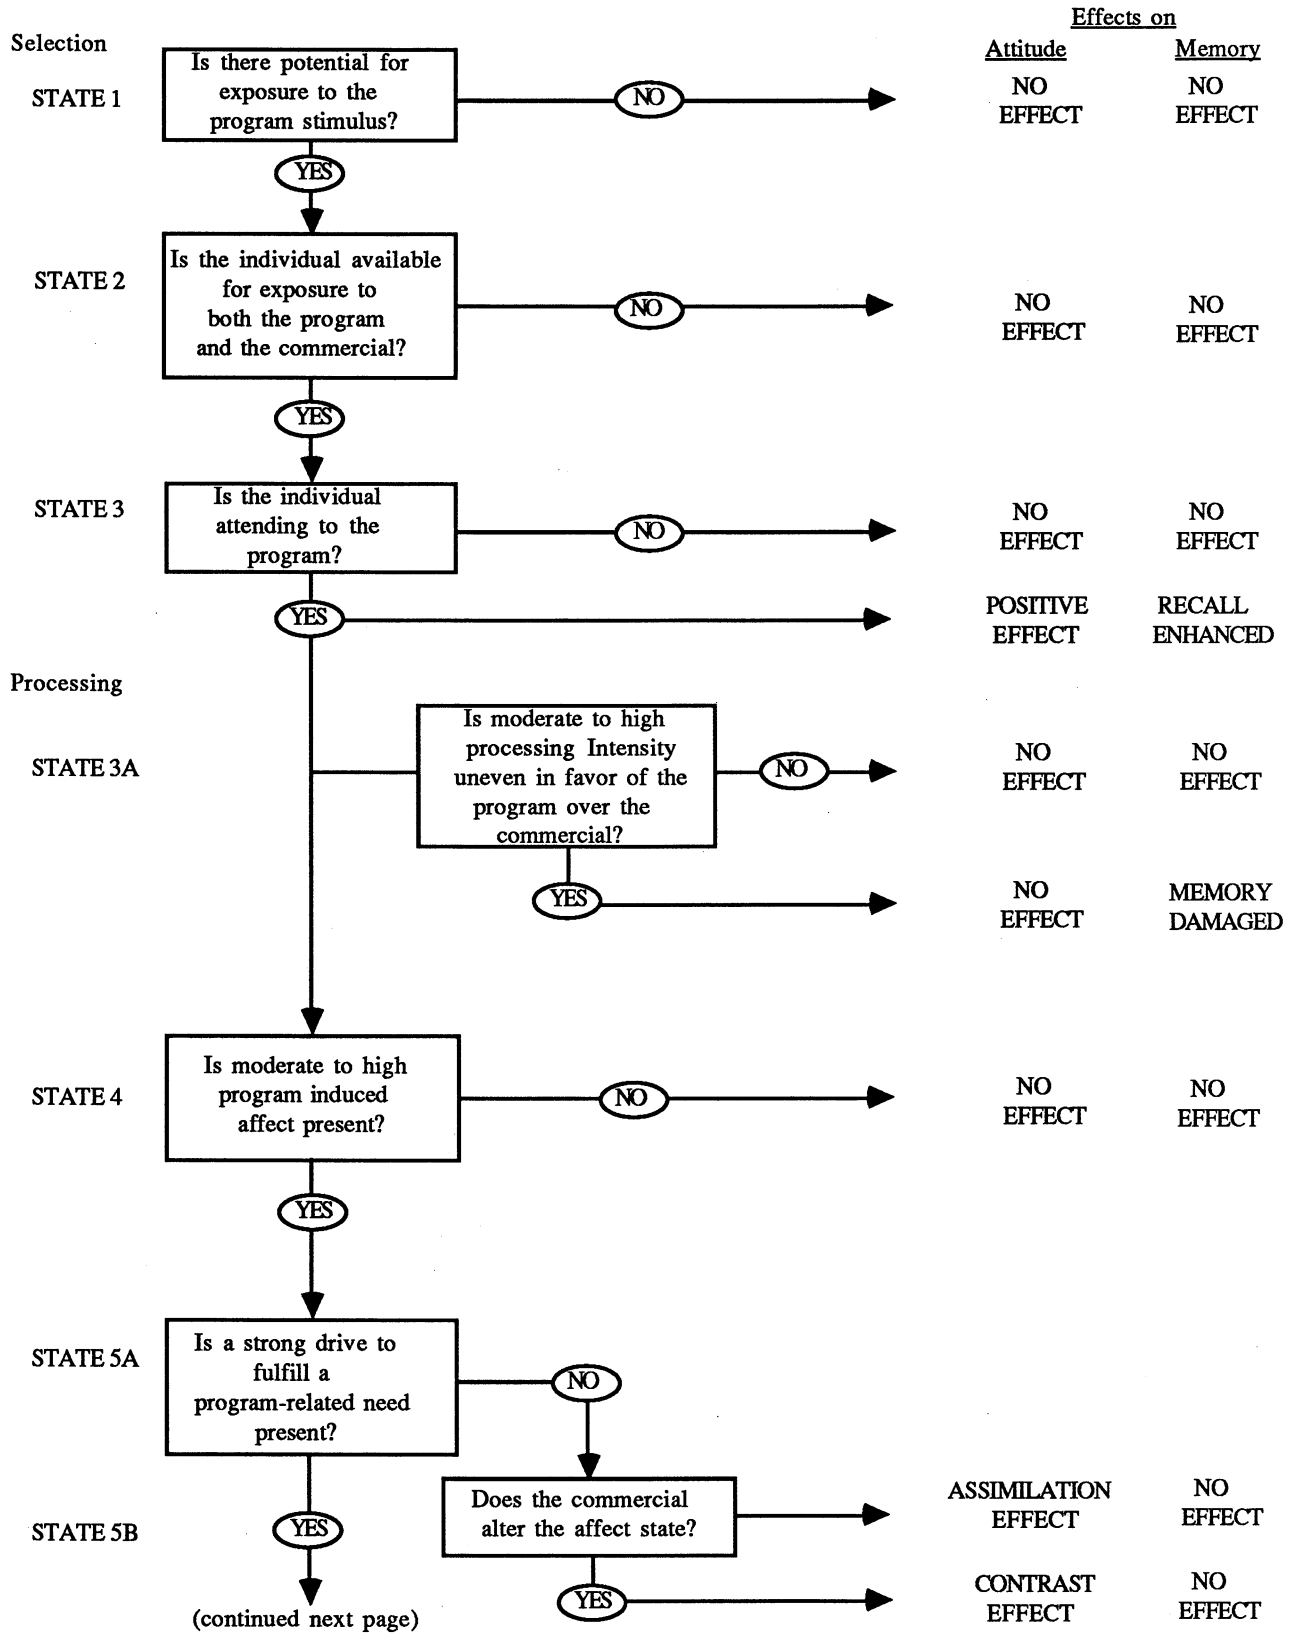 Effects on
Selection
Attitude Memory
STATE 1
Is there potential for
exposure to the
program stimulus?
NO
NO NO
EFFECT EFFECT
YES
STATE 2
Is the individual available
for exposure to
both the program
and the commercial?
NO
NO NO
EFFECT EFFECT
YES
STATE 3
Is the individual
attending to the
program?
NO
NO NO
EFFECT EFFECT
YES
POSITIVE RECALL
EFFECT ENHANCED
Processing
STATE 3A
Is moderate to high
processing Intensity
uneven in favor of the
program over the
commercial?
NO
NO NO
EFFECT EFFECT
YES
NO MEMORY
EFFECT DAMAGED
STATE 4
Is moderate to high
program induced
affect present?
NO
NO NO
EFFECT EFFECT
YES
STATE 5A
Is a strong drive to
fulfill a
program-related need
present?
NO
STATE 5B
YES
Does the commercial
alter the affect state?
ASSIMILATION NO
EFFECT EFFECT
YES
CONTRAST NO
EFFECT EFFECT
(continued next page)